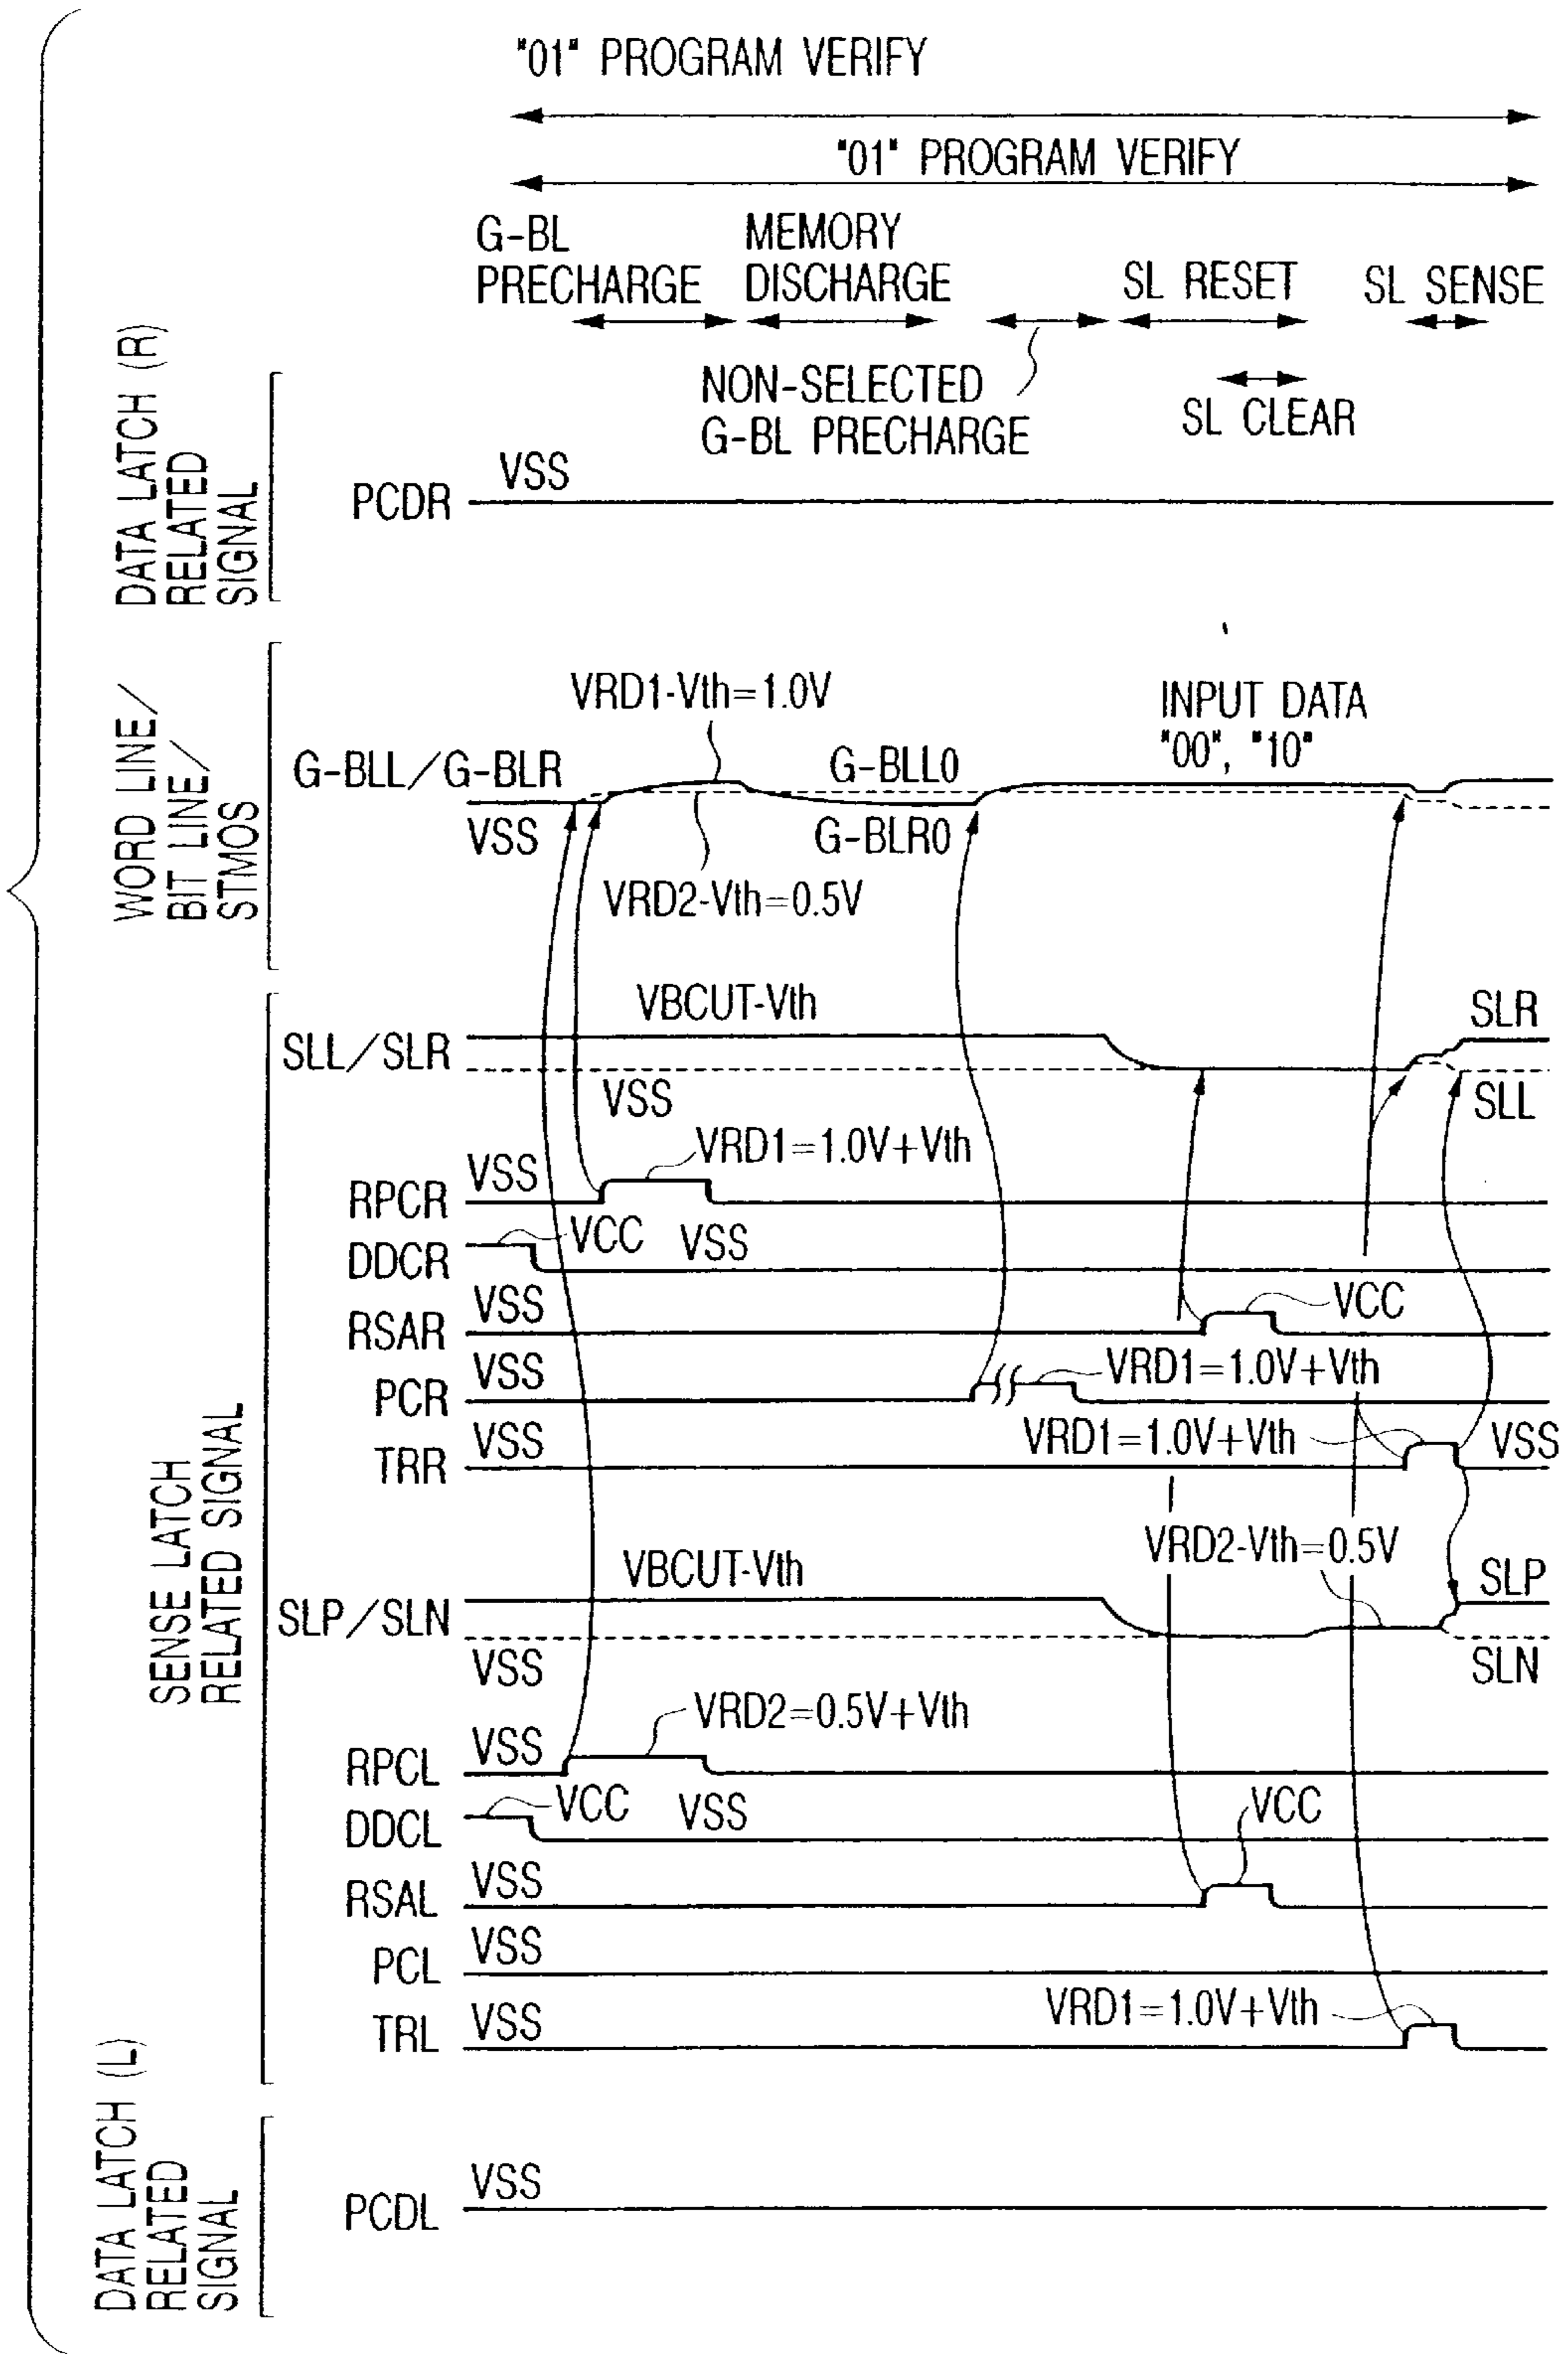 "01" PROGRAM VERIFY
"01" PROGRAM VERIFY
G-BL
PRECHARGE
MEMORY
DISCHARGE
SL RESET
SL SENSE
NON-SELECTED
G-BL PRECHARGE
SL CLEAR
DATA LATCH (R)
RELATED
SIGNAL
PCDR
VSS
WORD LINE/
BIT LINE/
STMOS
VRD1-Vth=1.0V
INPUT DATA
"00", "10"
G-BLL/G-BLR
G-BLL0
VSS
G-BLR0
VRD2-Vth=0.5V
SENSE LATCH
RELATED SIGNAL
VBCUT-Vth
SLR
SLL/SLR
VSS
SLL
VRD1=1.0V+Vth
RPCR
VSS
DDCR
VCC
VSS
RSAR
VSS
VCC
PCR
VSS
VRD1=1.0V+Vth
TRR
VSS
VRD1=1.0V+Vth
VSS
VRD2-Vth=0.5V
VBCUT-Vth
SLP
SLP/SLN
VSS
SLN
VRD2=0.5V+Vth
RPCL
VSS
DDCL
VCC
VSS
VCC
RSAL
VSS
PCL
VSS
VRD1=1.0V+Vth
TRL
VSS
DATA LATCH (L)
RELATED
SIGNAL
PCDL
VSS